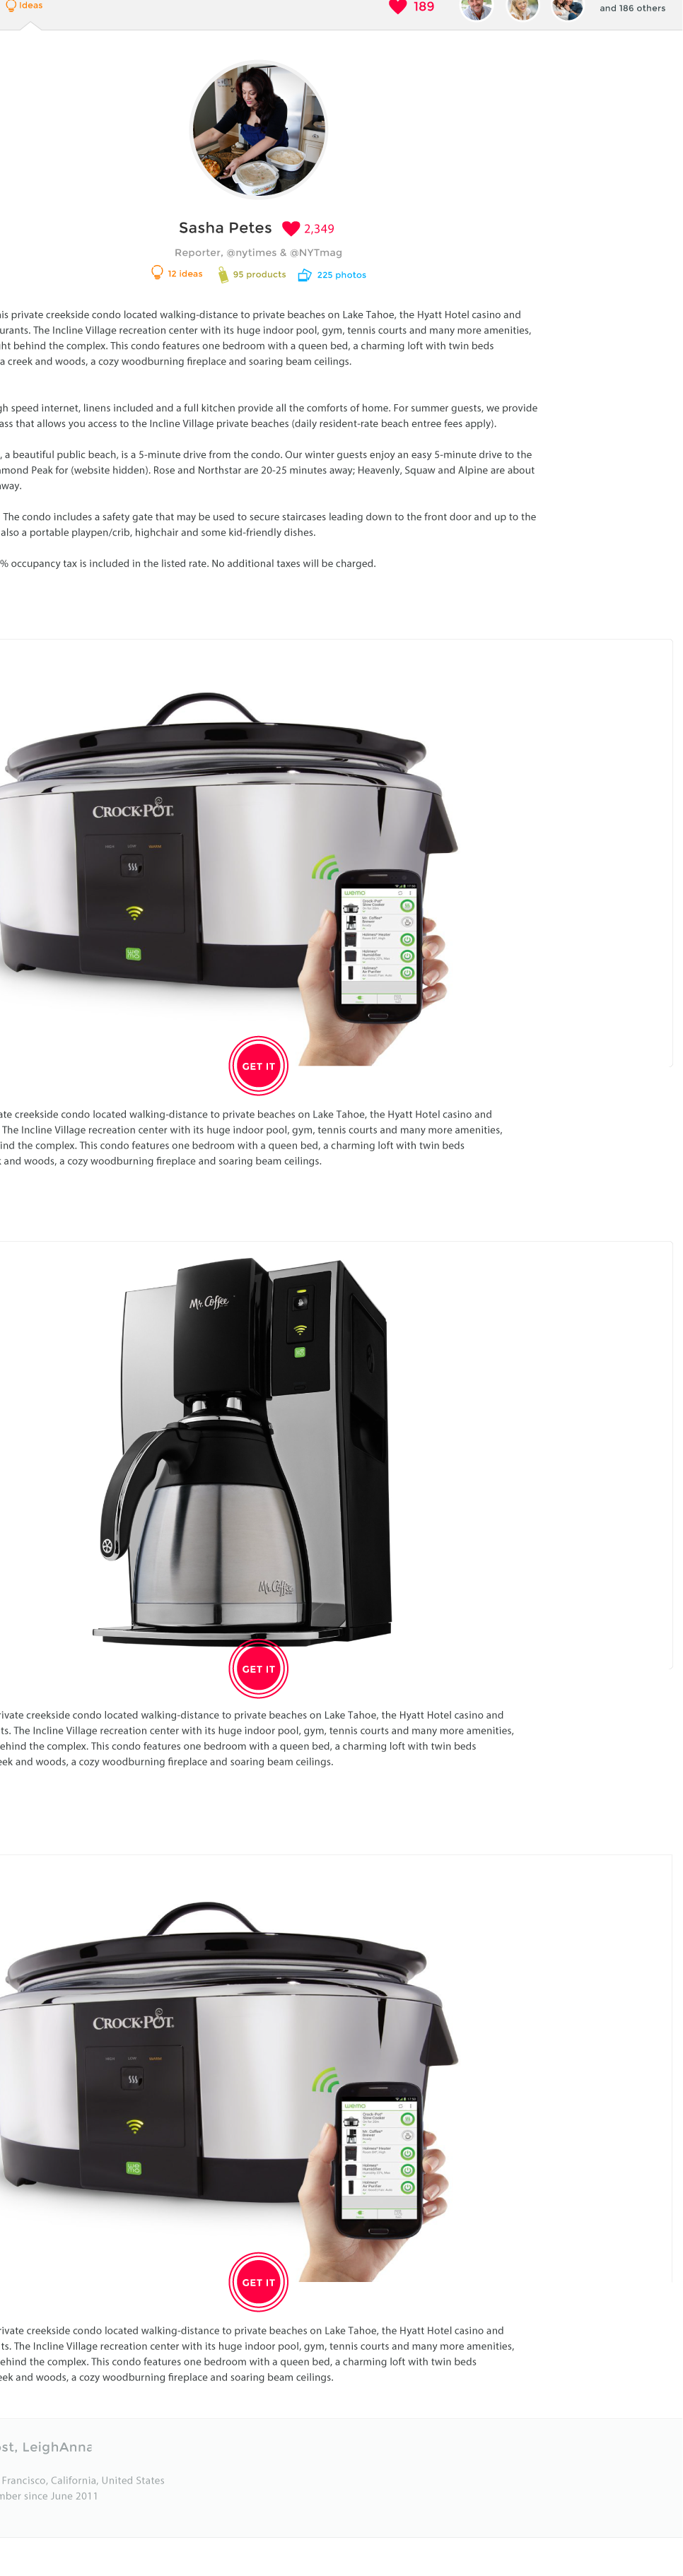 Ideas
189
and 186 others
Sasha Petes 2,349
Reporter, @nytimes & @NYTmag
12 ideas 95 products 225 photos
is private creekside condo located walking-distance to private beaches on Lake Tahoe, the Hyatt Hotel casino and
urants. The Incline Village recreation center with its huge indoor pool, gym, tennis courts and many more amenities,
ht behind the complex. This condo features one bedroom with a queen bed, a charming loft with twin beds
a creek and woods, a cozy woodburning fireplace and soaring beam ceilings.
gh speed internet, linens included and a full kitchen provide all the comforts of home. For summer guests, we provide
ass that allows you access to the Incline Village private beaches (daily resident-rate beach entree fees apply).
, a beautiful public beach, is a 5-minute drive from the condo. Our winter guests enjoy an easy 5-minute drive to the
mond Peak for (website hidden). Rose and Northstar are 20-25 minutes away; Heavenly, Squaw and Alpine are about
way.
The condo includes a safety gate that may be used to secure staircases leading down to the front door and up to the
also a portable playpen/crib, highchair and some kid-friendly dishes.
% occupancy tax is included in the listed rate. No additional taxes will be charged.
CROCK·POT
wemo
GET IT
ate creekside condo located walking-distance to private beaches on Lake Tahoe, the Hyatt Hotel casino and
The Incline Village recreation center with its huge indoor pool, gym, tennis courts and many more amenities,
ind the complex. This condo features one bedroom with a queen bed, a charming loft with twin beds
and woods, a cozy woodburning fireplace and soaring beam ceilings.
Mr. Coffee
Mr. Coffee
GET IT
rivate creekside condo located walking-distance to private beaches on Lake Tahoe, the Hyatt Hotel casino and
ts. The Incline Village recreation center with its huge indoor pool, gym, tennis courts and many more amenities,
ehind the complex. This condo features one bedroom with a queen bed, a charming loft with twin beds
eek and woods, a cozy woodburning fireplace and soaring beam ceilings.
CROCK·POT
wemo
GET IT
rivate creekside condo located walking-distance to private beaches on Lake Tahoe, the Hyatt Hotel casino and
ts. The Incline Village recreation center with its huge indoor pool, gym, tennis courts and many more amenities,
ehind the complex. This condo features one bedroom with a queen bed, a charming loft with twin beds
eek and woods, a cozy woodburning fireplace and soaring beam ceilings.
ost, LeighAnna
Francisco, California, United States
mber since June 2011